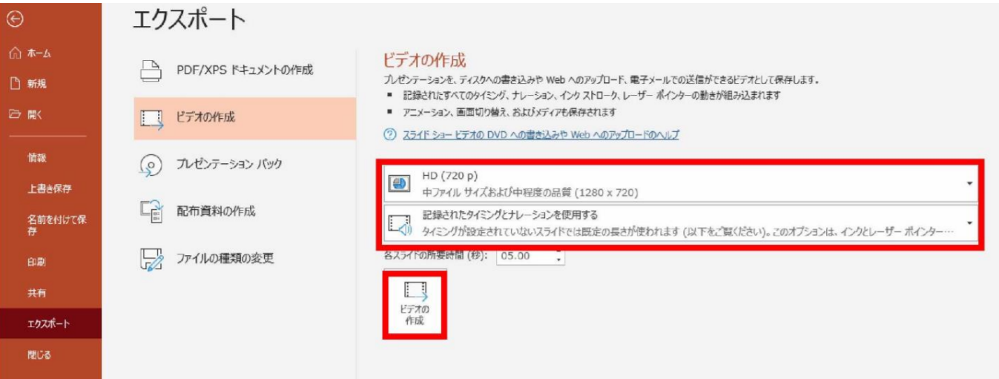 エクスポート
ホーム
新規
開く
情報
上書き保存
名前を付けて保
存
印刷
共有
エクスポート
閉じる
PDF/XPS ドキュメントの作成
ビデオの作成
プレゼンテーション パック
配布資料の作成
ファイルの種類の変更
ビデオの作成
プレゼンテーションを、ディスクへの書き込みや Web へのアップロード、電子メールでの送信ができるビデオとして保存します。
■ 記録されたすべてのタイミング、ナレーション、インク ストローク、レーザー ポインターの動きが組み込まれます
■ アニメーション、画面切り替え、およびメディアも保存されます
スライド ショー ビデオの DVD への書き込みや Web へのアップロードのヘルプ
HD (720 p)
中ファイル サイズおよび中程度の品質 (1280 x 720)
記録されたタイミングとナレーションを使用する
タイミングが設定されていないスライドでは既定の長さが使われます (以下をご覧ください)。このオプションは、インクとレーザー ポインター…
各スライドの所要時間 (秒): 05.00
ビデオの
作成